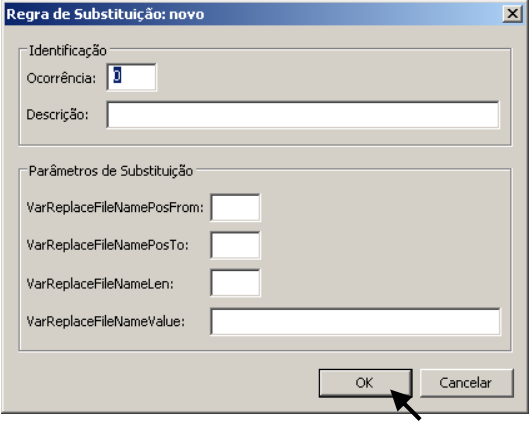 Regra de Substituição: novo
Identificação
Ocorrência: 0
Descrição:
Parâmetros de Substituição
VarReplaceFileNamePosFrom:
VarReplaceFileNamePosTo:
VarReplaceFileNameLen:
VarReplaceFileNameValue:
OK Cancelar